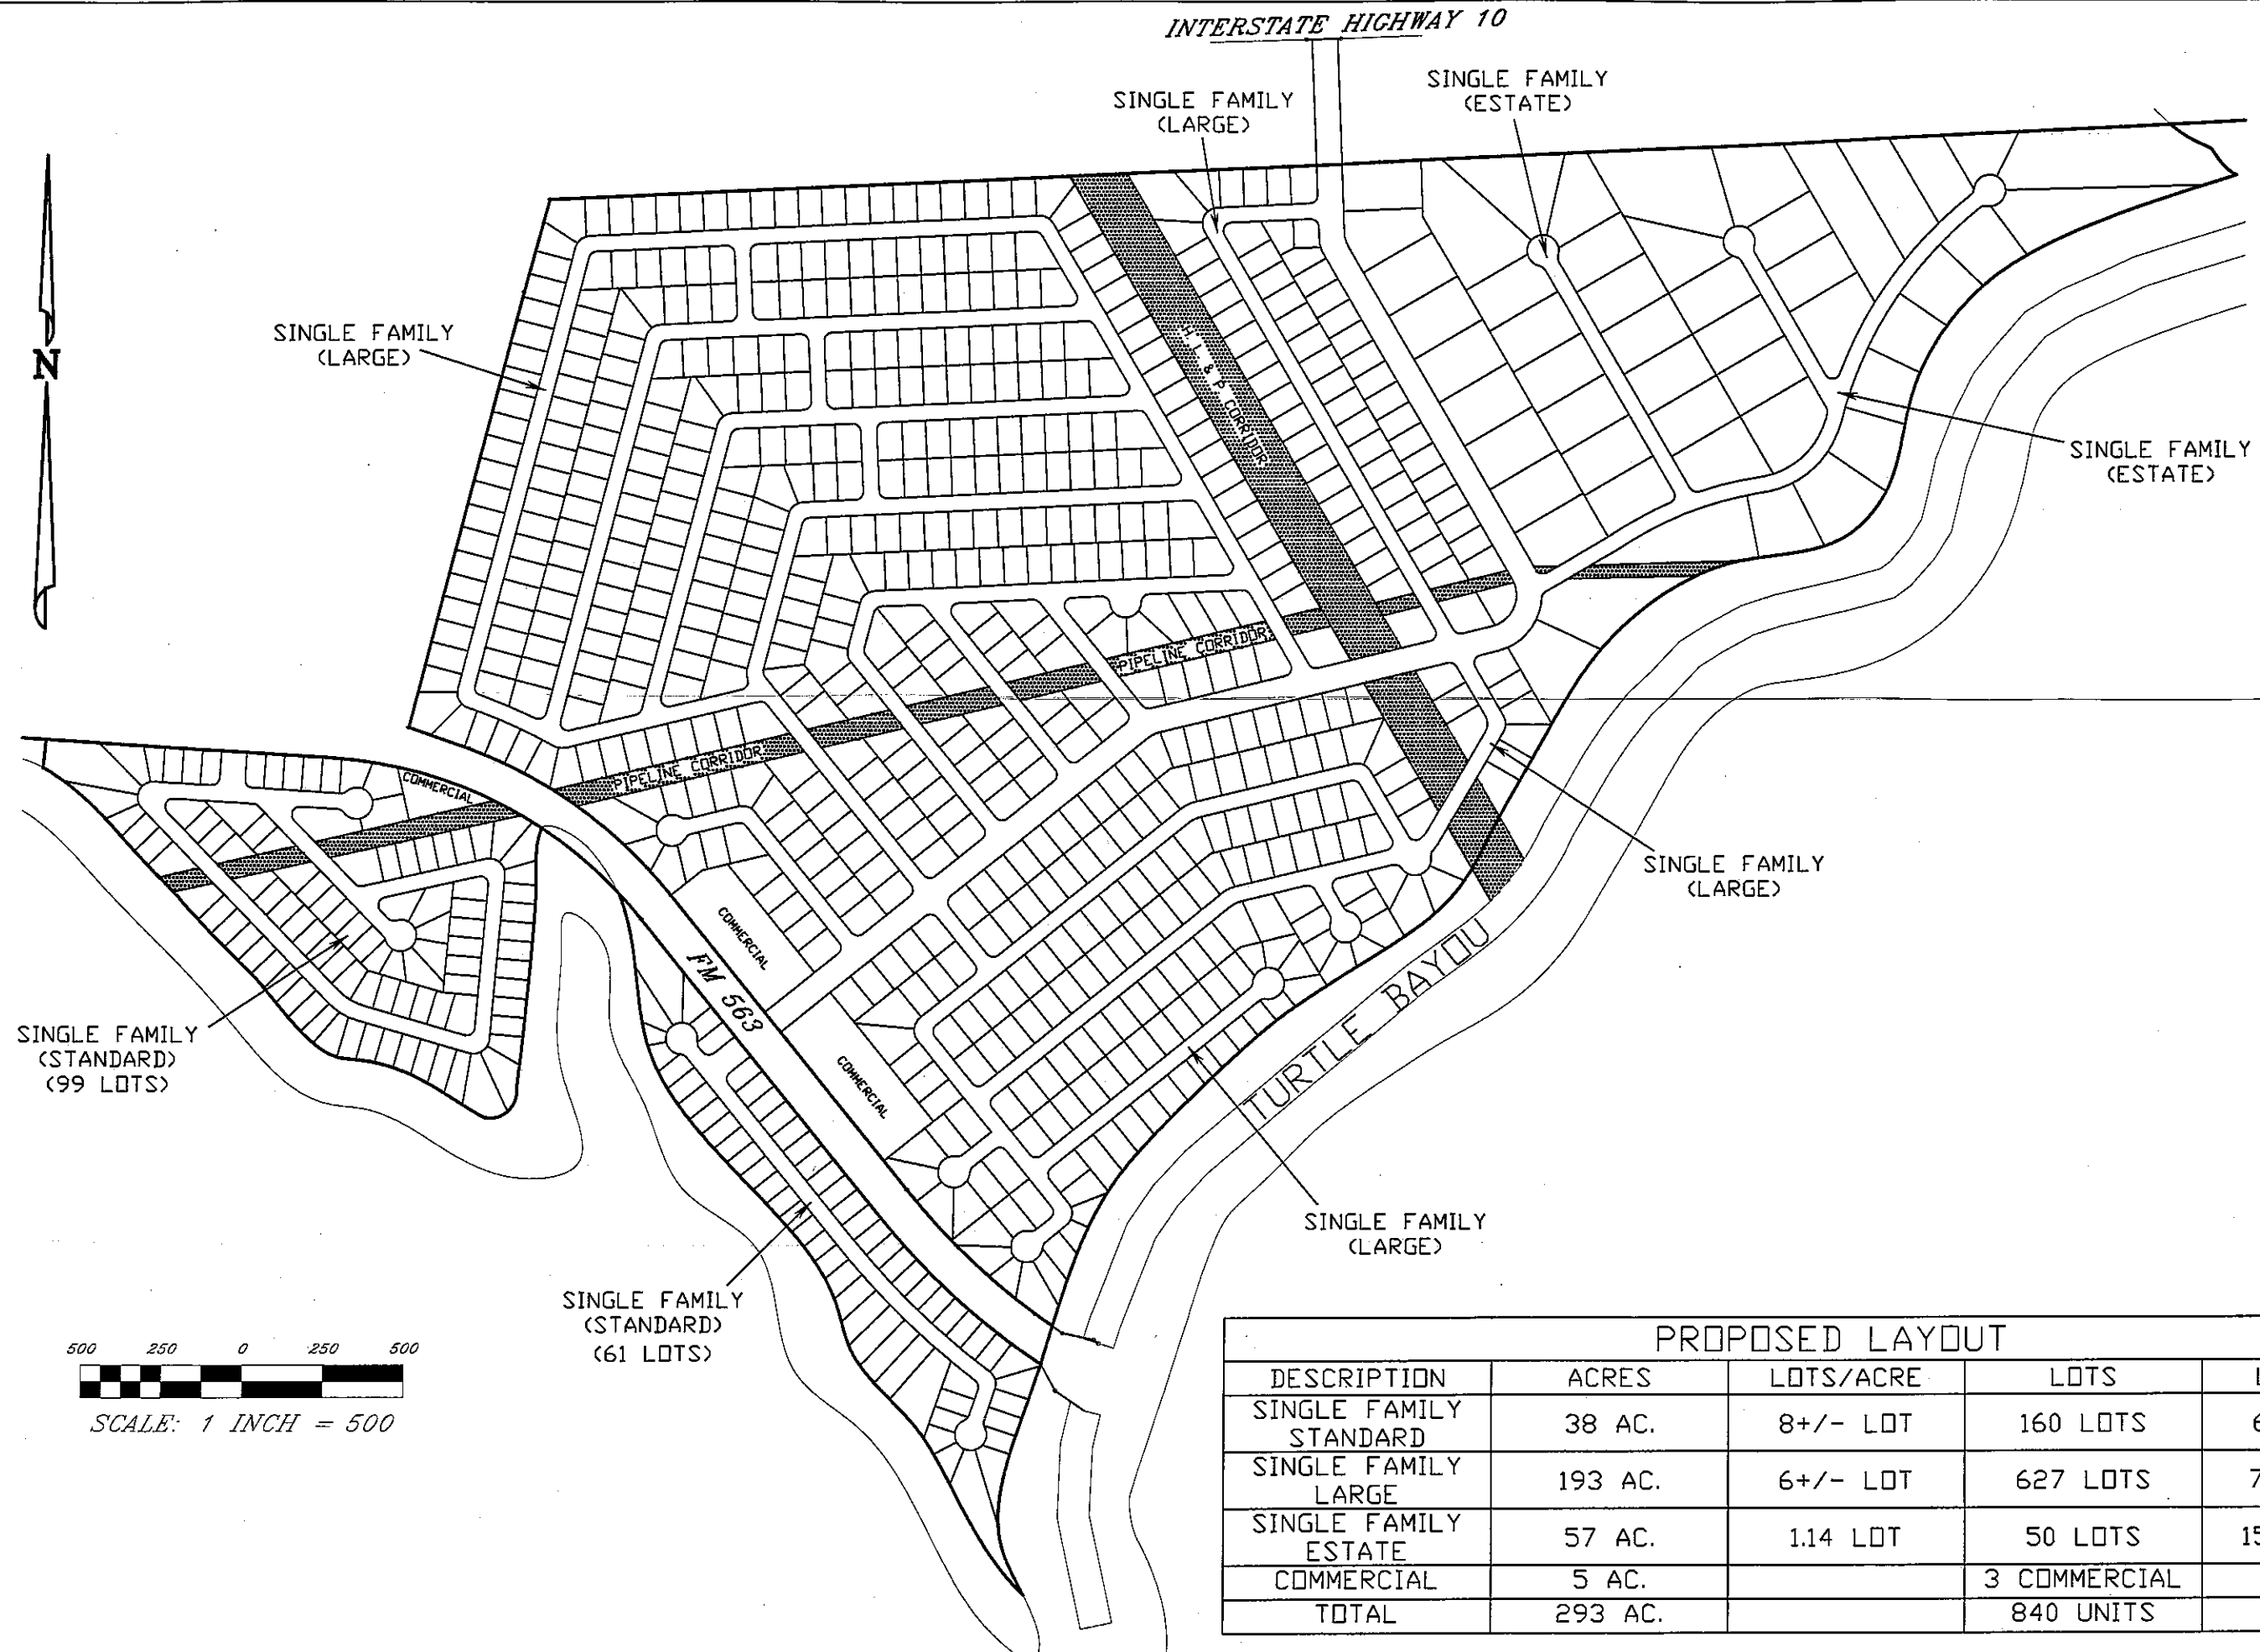 INTERSTATE HIGHWAY 10
SINGLE FAMILY
(LARGE)
SINGLE FAMILY
(ESTATE)
N
SINGLE FAMILY
(LARGE)
H. L. & P CORRIDOR
SINGLE FAMILY
(ESTATE)
PIPELINE CORRIDOR
PIPELINE CORRIDOR
COMMERCIAL
SINGLE FAMILY
(LARGE)
COMMERCIAL
FM 563
COMMERCIAL
TURTLE BAYOU
SINGLE FAMILY
(STANDARD)
(99 LOTS)
SINGLE FAMILY
(LARGE)
SINGLE FAMILY
(STANDARD)
(61 LOTS)
500 250 0 250 500
SCALE: 1 INCH = 500
PROPOSED LAYOUT
DESCRIPTION ACRES LOTS/ACRE LOTS
SINGLE FAMILY STANDARD 38 AC. 8+/- LOT 160 LOTS
SINGLE FAMILY LARGE 193 AC. 6+/- LOT 627 LOTS
SINGLE FAMILY ESTATE 57 AC. 1.14 LOT 50 LOTS 15
COMMERCIAL 5 AC. 3 COMMERCIAL
TOTAL 293 AC. 840 UNITS